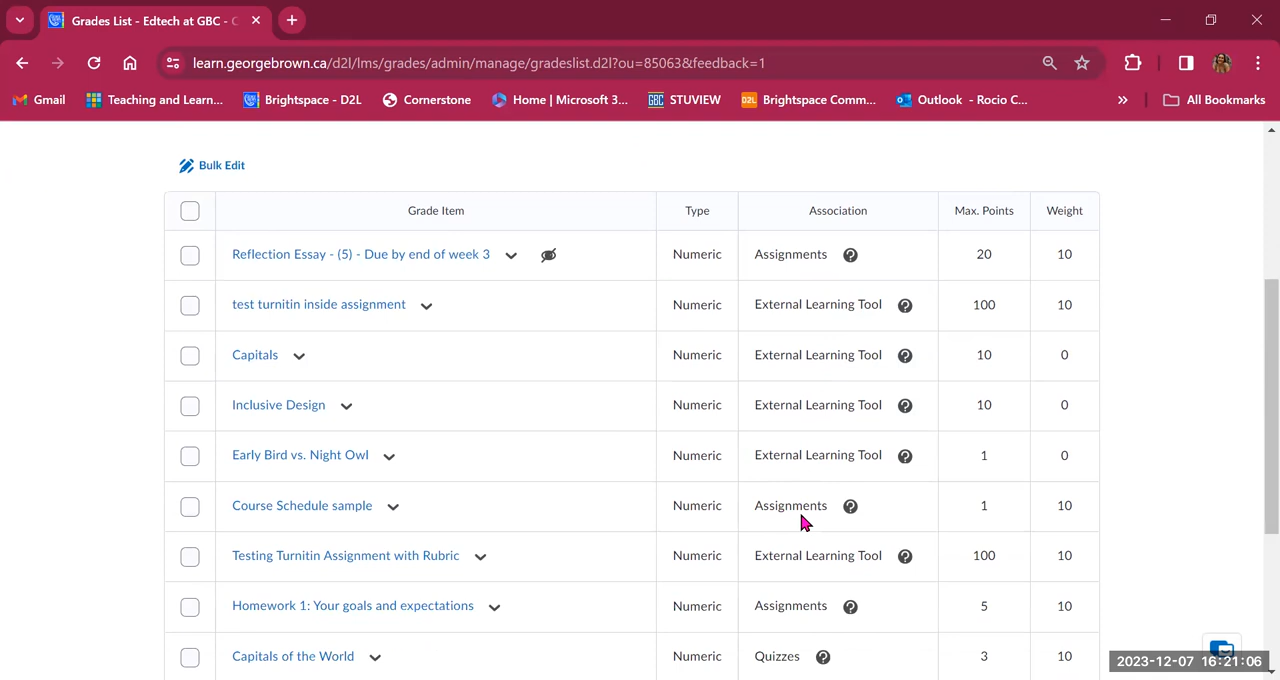 Grades List - Edtech at GBC - C
learn.georgebrown.ca/d2l/lms/grades/admin/manage/gradeslist.d2l?ou=85063&feedback=1
Gmail Teaching and Learn... Brightspace - D2L Cornerstone Home | Microsoft 3... GBC STUVIEW D2L Brightspace Comm... Outlook - Rocio C... » All Bookmarks
Bulk Edit
Grade Item Type Association Max. Points Weight
Reflection Essay - (5) - Due by end of week 3 Numeric Assignments 20 10
test turnitin inside assignment Numeric External Learning Tool 100 10
Capitals Numeric External Learning Tool 10 0
Inclusive Design Numeric External Learning Tool 10 0
Early Bird vs. Night Owl Numeric External Learning Tool 1 0
Course Schedule sample Numeric Assignments 1 10
Testing Turnitin Assignment with Rubric Numeric External Learning Tool 100 10
Homework 1: Your goals and expectations Numeric Assignments 5 10
Capitals of the World Numeric Quizzes 3 10
2023-12-07 16:21:06